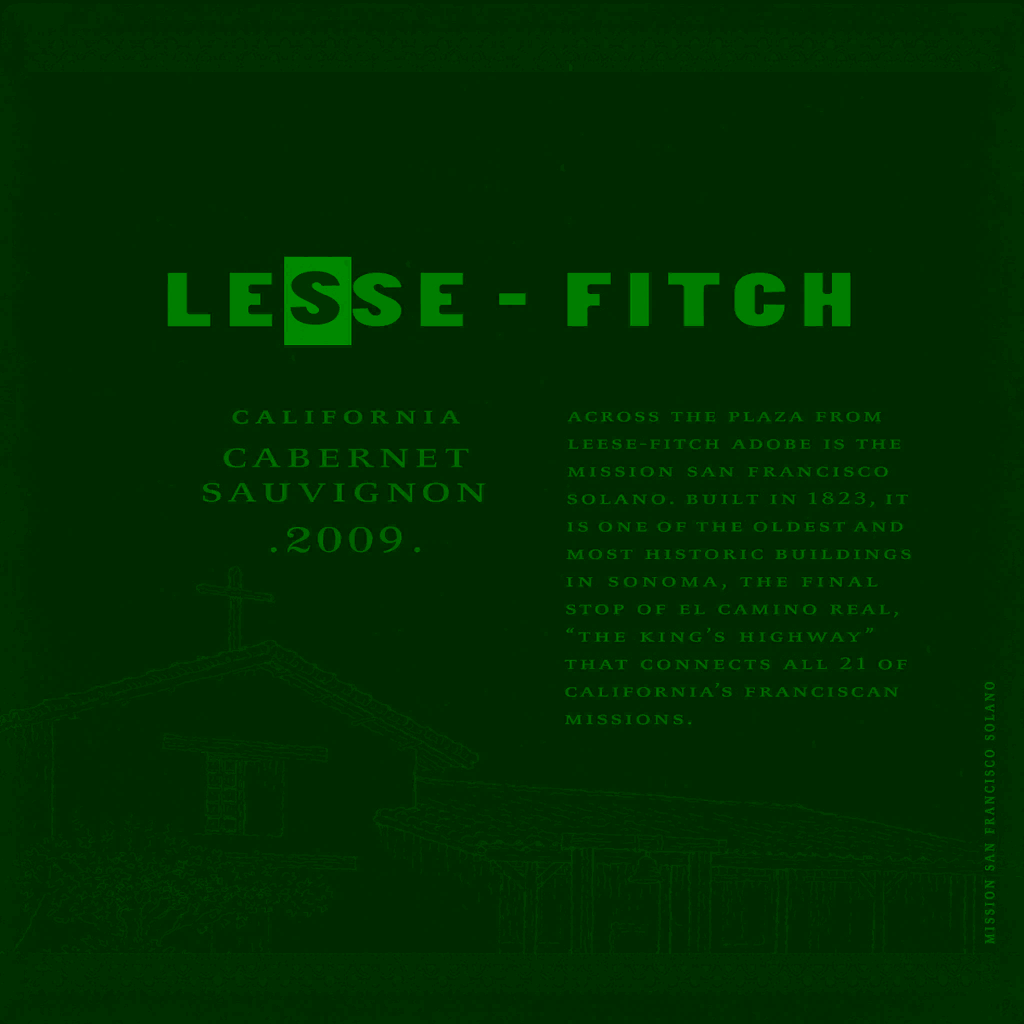 LESSE - FITCH
CALIFORNIA
CABERNET
SAUVIGNON
.2009.
ACROSS THE PLAZA FROM
LEESE-FITCH ADOBE IS THE
MISSION SAN FRANCISCO
SOLANO. BUILT IN 1823, IT
IS ONE OF THE OLDEST AND
MOST HISTORIC BUILDINGS
IN SONOMA, THE FINAL
STOP OF EL CAMINO REAL,
“THE KING’S HIGHWAY”
THAT CONNECTS ALL 21 OF
CALIFORNIA’S FRANCISCAN
MISSIONS.
MISSION SAN FRANCISCO SOLANO